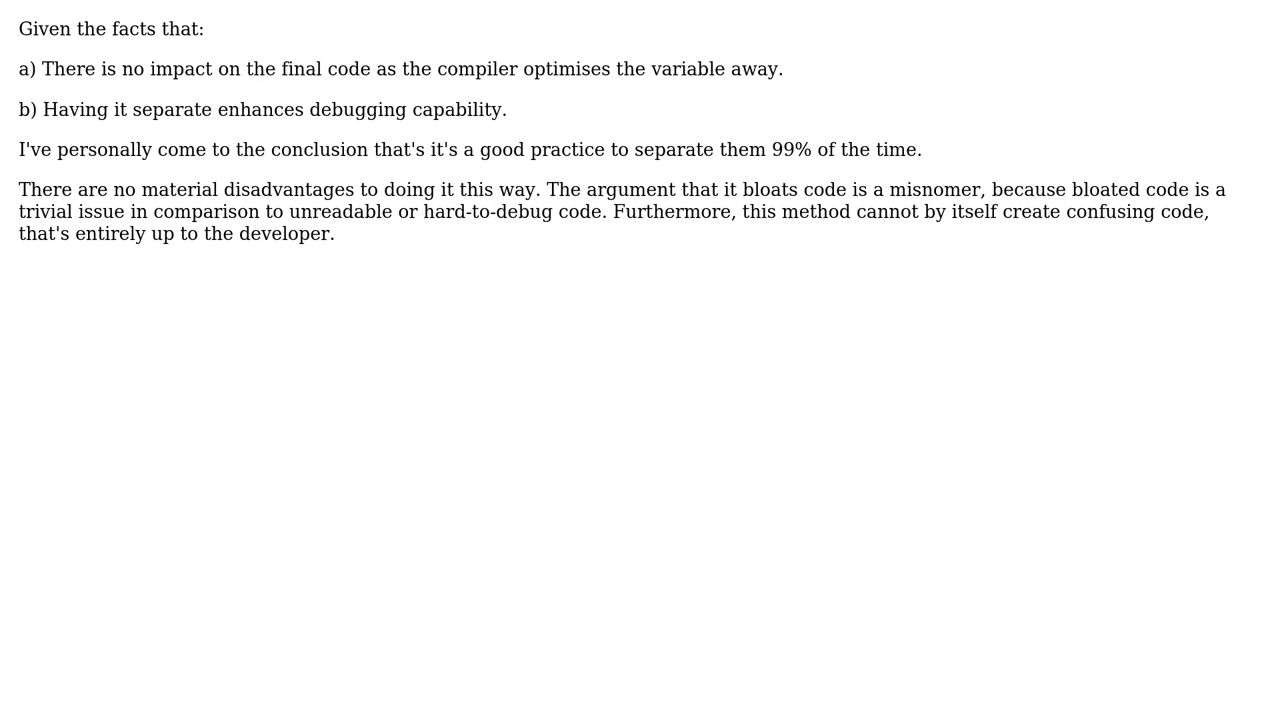 Given the facts that:
a) There is no impact on the final code as the compiler optimises the variable away.
b) Having it separate enhances debugging capability.
I've personally come to the conclusion that's it's a good practice to separate them 99% of the time.
There are no material disadvantages to doing it this way. The argument that it bloats code is a misnomer, because bloated code is a
trivial issue in comparison to unreadable or hard-to-debug code. Furthermore, this method cannot by itself create confusing code,
that's entirely up to the developer.